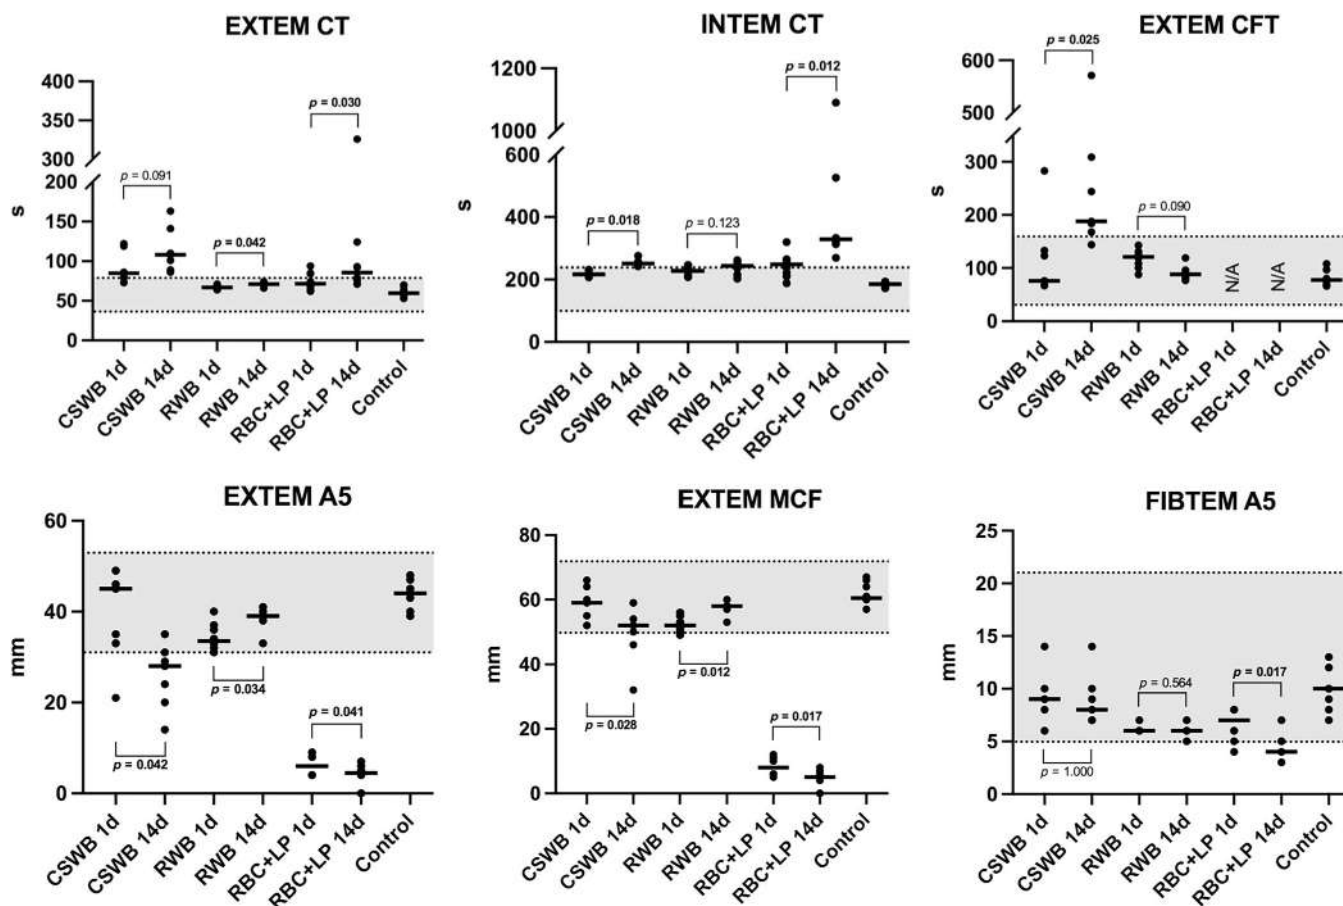 EXTEM CT
400
350
300
200
150
100
50
0
s
p = 0.091
p = 0.042
p = 0.030
CSWB 1d
CSWB 14d
RWB 1d
RWB 14d
RBC+LP 1d
RBC+LP 14d
Control
INTEM CT
1200
1000
600
400
200
0
s
p = 0.018
p = 0.123
p = 0.012
CSWB 1d
CSWB 14d
RWB 1d
RWB 14d
RBC+LP 1d
RBC+LP 14d
Control
EXTEM CFT
600
500
300
200
100
0
s
p = 0.025
p = 0.090
N/A
N/A
CSWB 1d
CSWB 14d
RWB 1d
RWB 14d
RBC+LP 1d
RBC+LP 14d
Control
EXTEM A5
60
40
20
0
mm
p = 0.042
p = 0.034
p = 0.041
CSWB 1d
CSWB 14d
RWB 1d
RWB 14d
RBC+LP 1d
RBC+LP 14d
Control
EXTEM MCF
80
60
40
20
0
mm
p = 0.028
p = 0.012
p = 0.017
CSWB 1d
CSWB 14d
RWB 1d
RWB 14d
RBC+LP 1d
RBC+LP 14d
Control
FIBTEM A5
25
20
15
10
5
0
mm
p = 1.000
p = 0.564
p = 0.017
CSWB 1d
CSWB 14d
RWB 1d
RWB 14d
RBC+LP 1d
RBC+LP 14d
Control